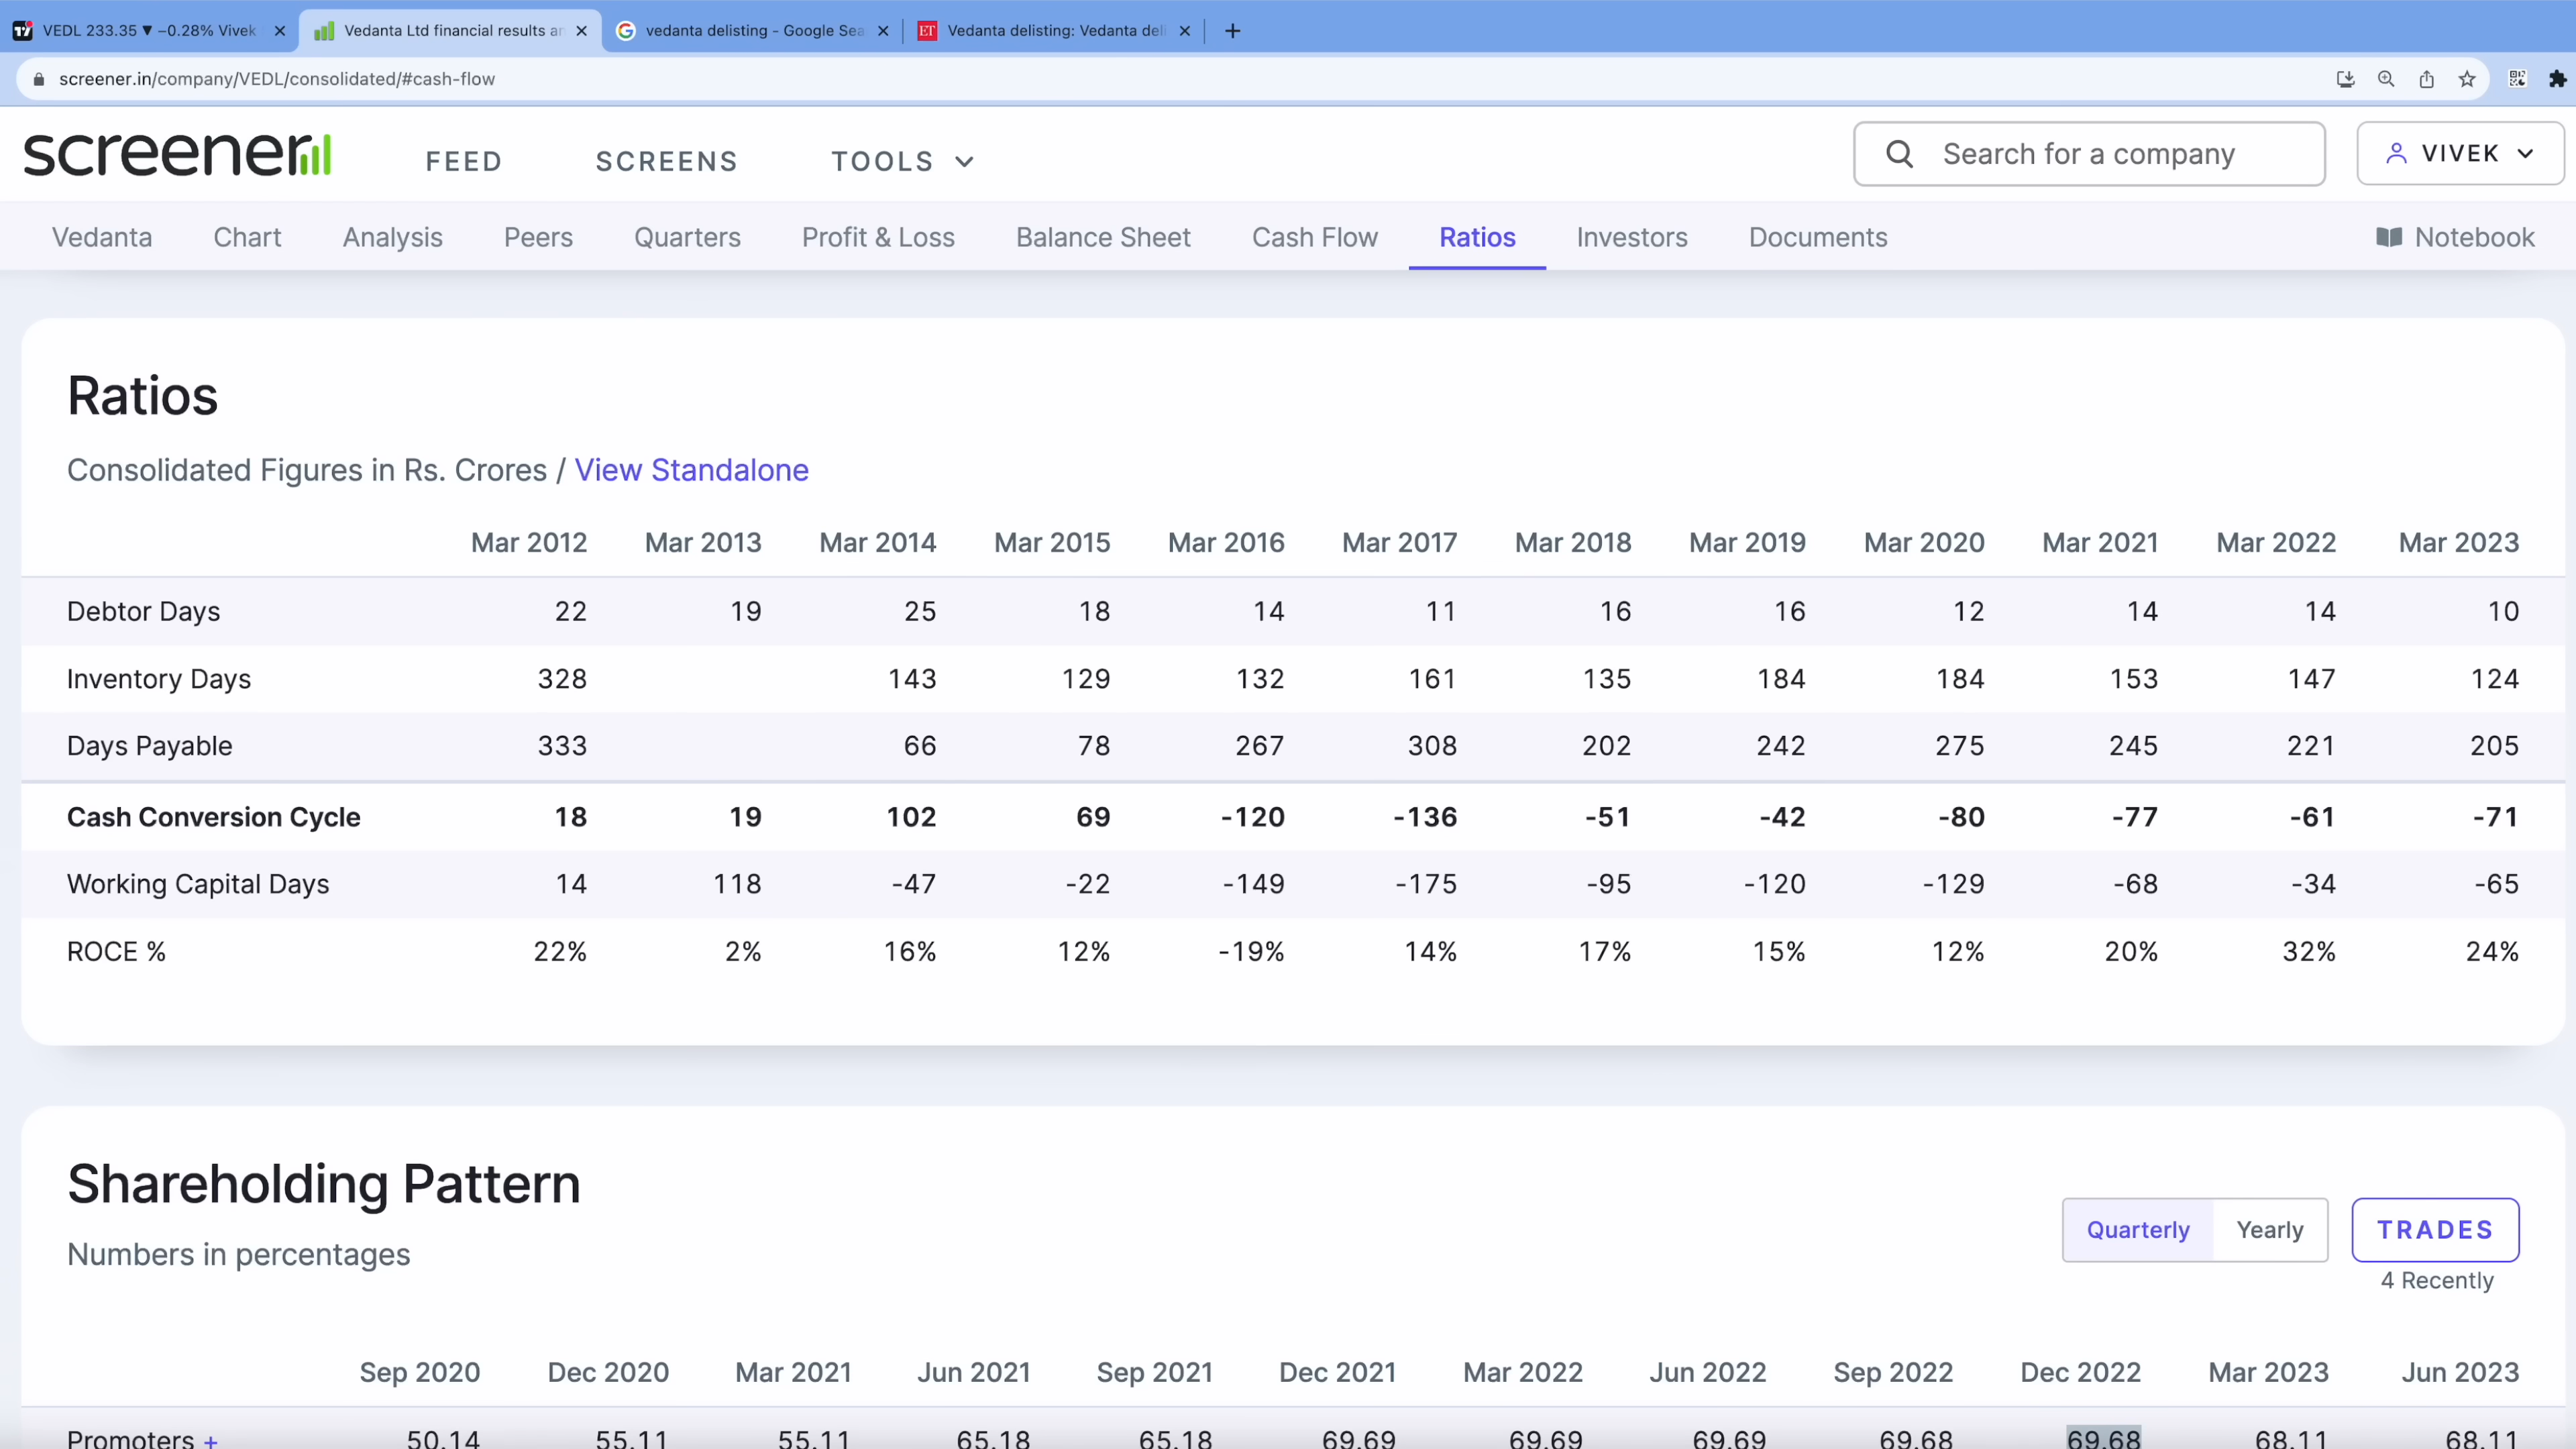 VEDL 233.35 ▼ −0.28% Vivek
Vedanta Ltd financial results an
vedanta delisting - Google Sea
ET Vedanta delisting: Vedanta deli
screener.in/company/VEDL/consolidated/#cash-flow
screener FEED SCREENS TOOLS Search for a company VIVEK
Vedanta Chart Analysis Peers Quarters Profit & Loss Balance Sheet Cash Flow Ratios Investors Documents Notebook
Ratios
Consolidated Figures in Rs. Crores / View Standalone
Mar 2012 Mar 2013 Mar 2014 Mar 2015 Mar 2016 Mar 2017 Mar 2018 Mar 2019 Mar 2020 Mar 2021 Mar 2022 Mar 2023
Debtor Days 22 19 25 18 14 11 16 16 12 14 14 10
Inventory Days 328 143 129 132 161 135 184 184 153 147 124
Days Payable 333 66 78 267 308 202 242 275 245 221 205
Cash Conversion Cycle 18 19 102 69 -120 -136 -51 -42 -80 -77 -61 -71
Working Capital Days 14 118 -47 -22 -149 -175 -95 -120 -129 -68 -34 -65
ROCE % 22% 2% 16% 12% -19% 14% 17% 15% 12% 20% 32% 24%
Shareholding Pattern
Numbers in percentages
Quarterly Yearly TRADES
4 Recently
Sep 2020 Dec 2020 Mar 2021 Jun 2021 Sep 2021 Dec 2021 Mar 2022 Jun 2022 Sep 2022 Dec 2022 Mar 2023 Jun 2023
Promoters + 50.14 55.11 55.11 65.18 65.18 69.69 69.69 69.69 69.68 69.68 68.11 68.11